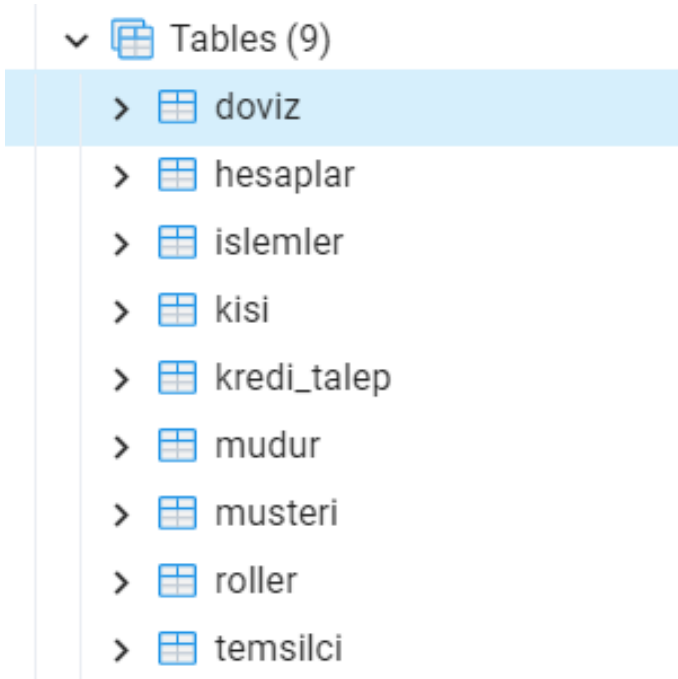 Tables (9)
doviz
hesaplar
islemler
kisi
kredi_talep
mudur
musteri
roller
temsilci